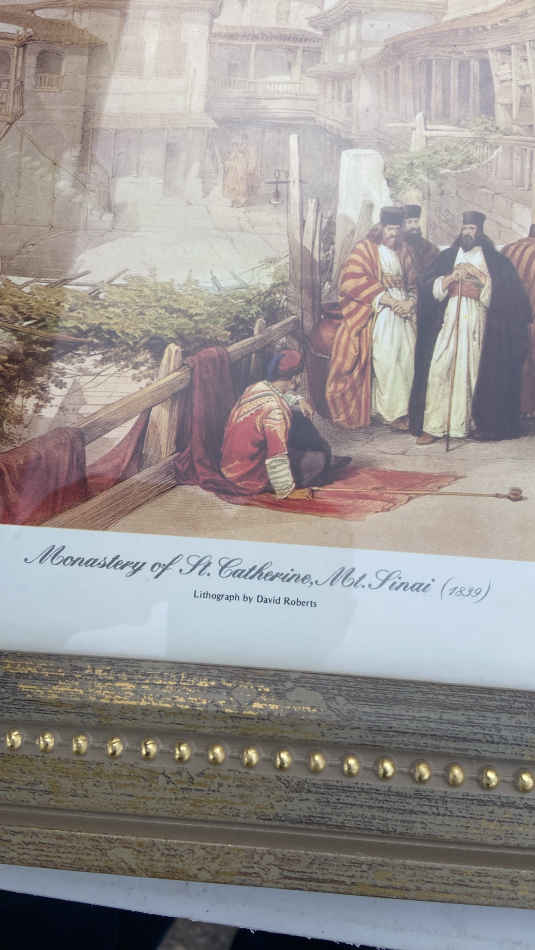 Monastery of St. Catherine, Mt. Sinai (1839)
Lithograph by David Roberts